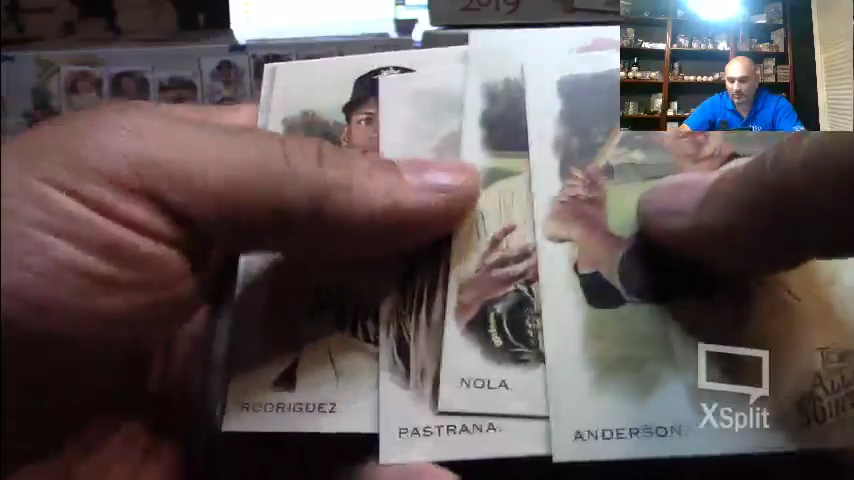 2019
RODRIGUEZ
PASTRANA.
NOLA.
ANDERSON.
XSplit